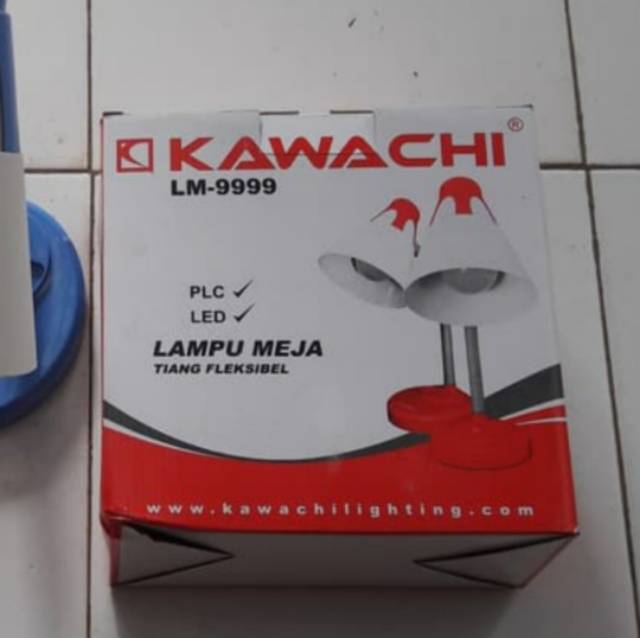 KAWACHI®
LM-9999
PLC ✓
LED ✓
LAMPU MEJA
TIANG FLEKSIBEL
www.kawachilighting.com